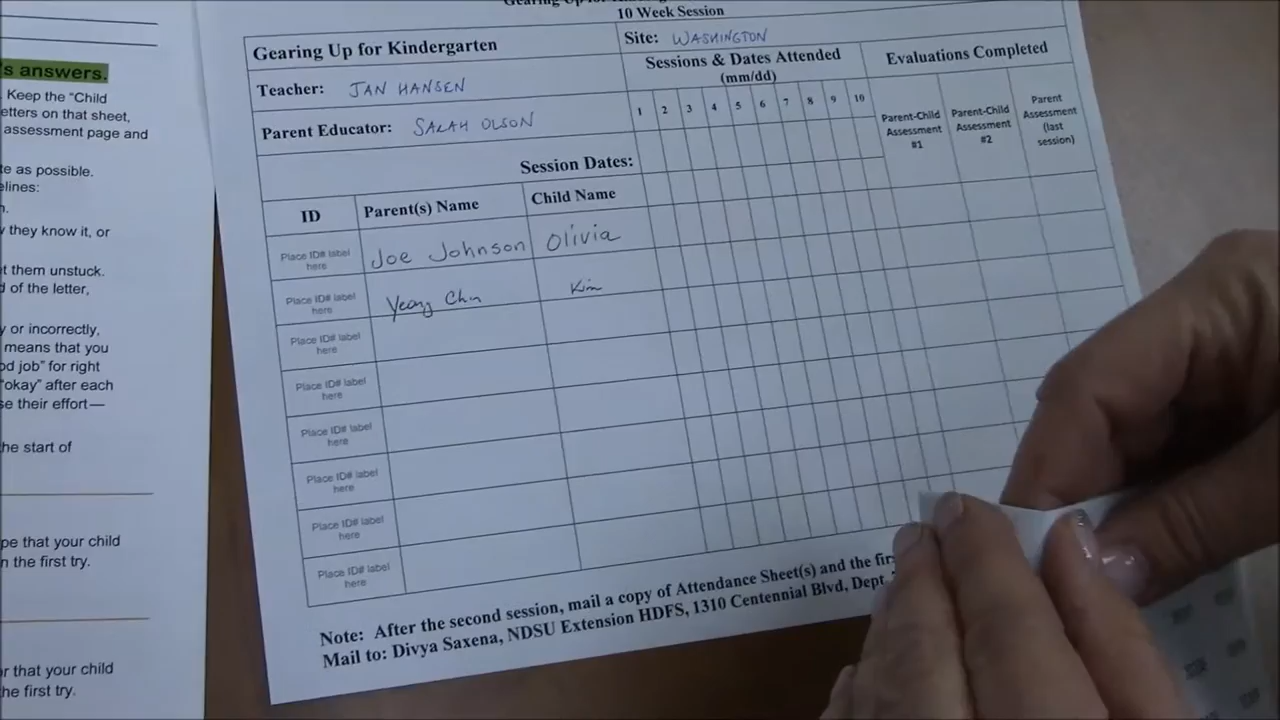 s answers.
Keep the “Child
etters on that sheet,
assessment page and
te as possible.
elines:
n.
they know it, or
t them unstuck.
d of the letter,
y or incorrectly,
means that you
od job” for right
“okay” after each
se their effort—
he start of
pe that your child
n the first try.
r that your child
he first try.
10 Week Session
Gearing Up for Kindergarten
Site: WASHINGTON
Teacher: JAN HANSEN
Sessions & Dates Attended
(mm/dd)
Evaluations Completed
Parent Educator: SARAH OLSON
1 2 3 4 5 6 7 8 9 10
Parent-Child
Assessment
#1
Parent-Child
Assessment
#2
Parent
Assessment
(last
session)
Session Dates:
ID Parent(s) Name Child Name
Place ID# label
here
Joe Johnson Olivia
Place ID# label
here
Kim
Place ID# label
here
Place ID# label
here
Place ID# label
here
Place ID# label
here
Place ID# label
here
Place ID# label
here
Note: After the second session, mail a copy of Attendance Sheet(s) and the firs
Mail to: Divya Saxena, NDSU Extension HDFS, 1310 Centennial Blvd, Dept